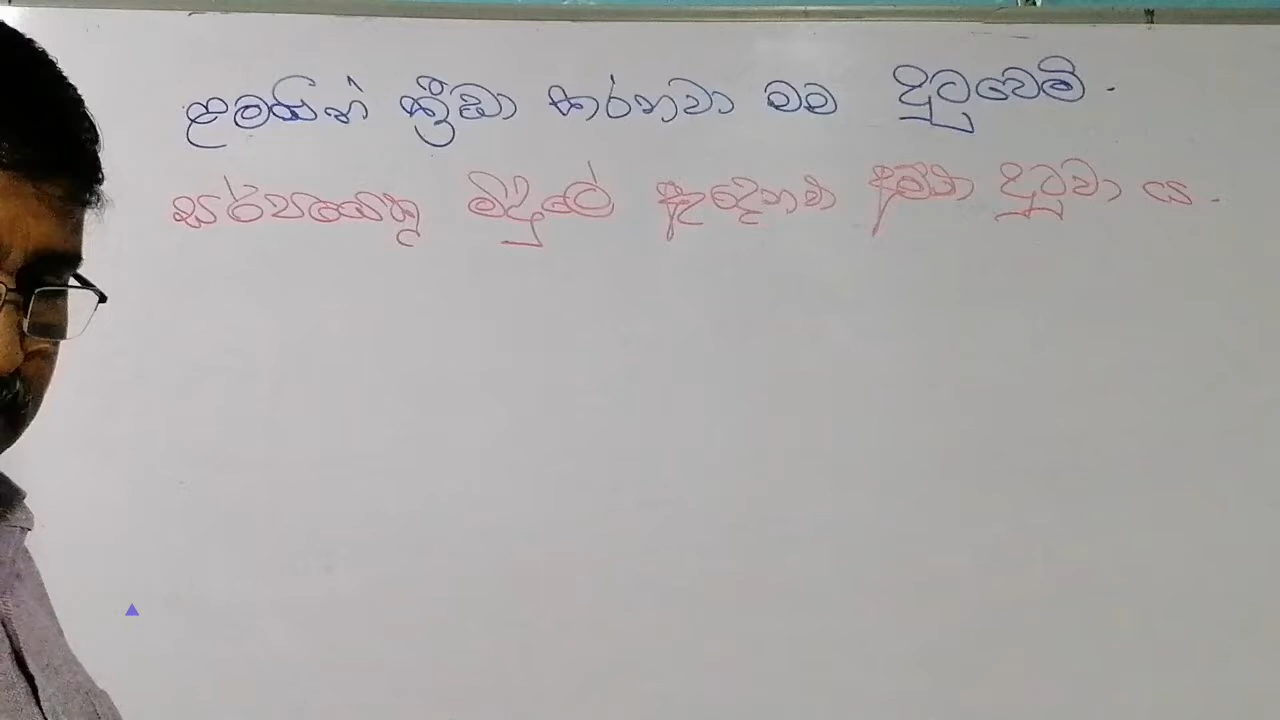 ළමයින් ක්‍රීඩා කරනවා මම දුටුවෙමි.
සර්පයෙකු මිදුලේ ඇදෙනවා අම්මා දුටුවා ය.